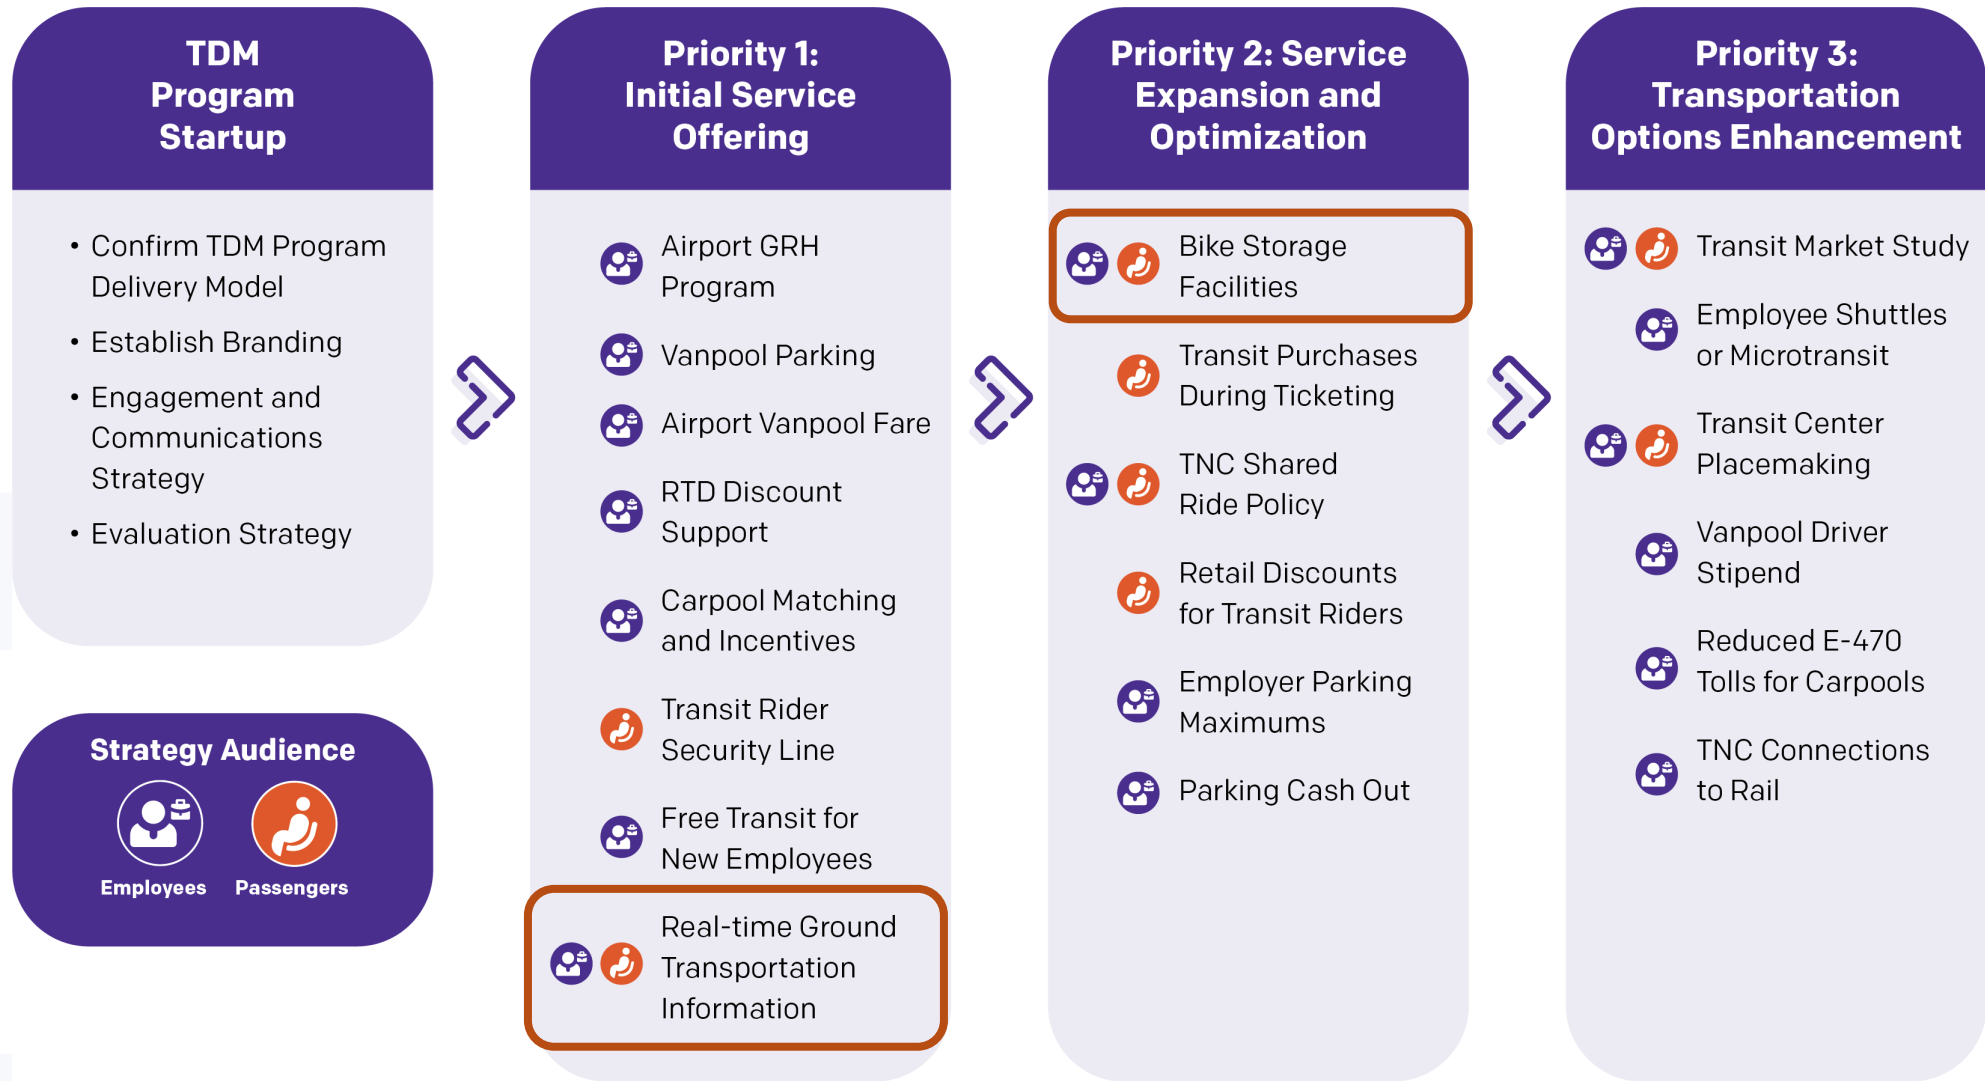 TDM
Program
Startup
• Confirm TDM Program
Delivery Model
• Establish Branding
• Engagement and
Communications
Strategy
• Evaluation Strategy
Strategy Audience
Employees
Passengers
Priority 1:
Initial Service
Offering
Airport GRH
Program
Vanpool Parking
Airport Vanpool Fare
RTD Discount
Support
Carpool Matching
and Incentives
Transit Rider
Security Line
Free Transit for
New Employees
Real-time Ground
Transportation
Information
Priority 2: Service
Expansion and
Optimization
Bike Storage
Facilities
Transit Purchases
During Ticketing
TNC Shared
Ride Policy
Retail Discounts
for Transit Riders
Employer Parking
Maximums
Parking Cash Out
Priority 3:
Transportation
Options Enhancement
Transit Market Study
Employee Shuttles
or Microtransit
Transit Center
Placemaking
Vanpool Driver
Stipend
Reduced E-470
Tolls for Carpools
TNC Connections
to Rail